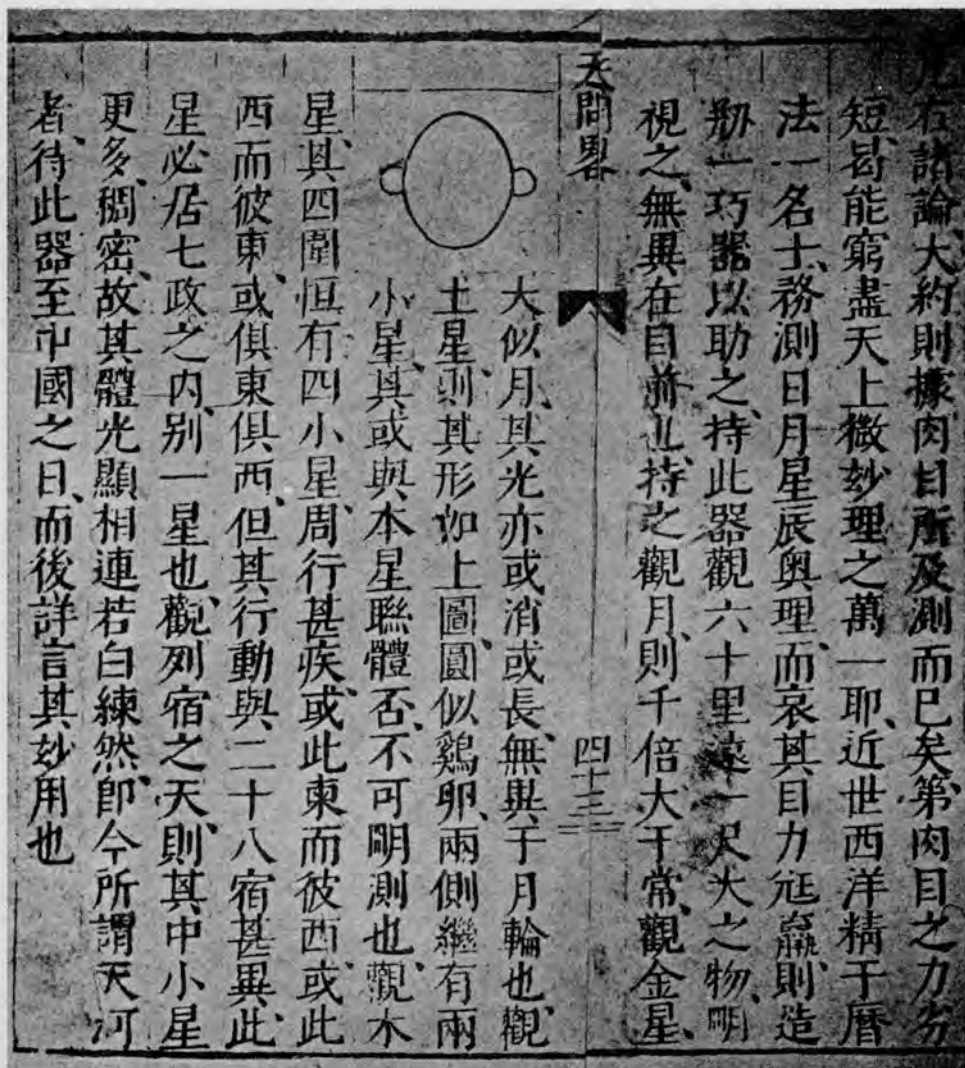 凡右諸論、大約則據肉目所及測而已矣、第肉目之力劣
短、曷能窮盡天上微妙理之萬一耶、近世西洋精于曆
法一名士、務測日月星辰奧理、而哀其目力尪羸、則造
刱一巧器以助之、持此器觀六十里遠一尺大之物、明
視之、無異在目前也、持之觀月、則千倍大于常、觀金星、
天問畧
四十三
大似月、其光亦或消或長、無異于月輪也、觀
土星、則其形如上圖、圓似鷄卵、兩側繼有兩
小星、其或與本星聯體否、不可明測也、觀木
星、其四圍恒有四小星、周行甚疾、或此東而彼西、或此
西而彼東、或俱東俱西、但其行動與二十八宿甚異、此
星必居七政之内、别一星也、觀列宿之天、則其中小星
更多、稠密、故其體光顯相連若白練然、卽今所謂天河
者、待此器至中國之日、而後詳言其妙用也